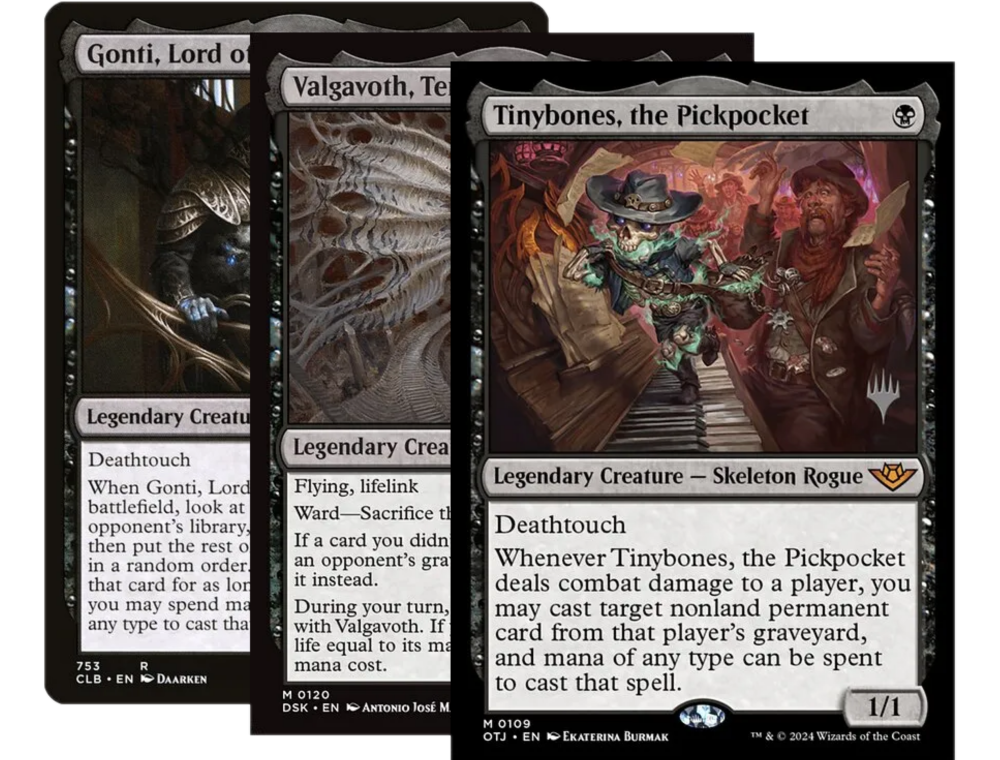 Gonti, Lord of
Legendary Creatu
Deathtouch
When Gonti, Lord
battlefield, look at
opponent's library,
then put the rest o
in a random order.
that card for as lon
you may spend ma
any type to cast tha
753 R
CLB • EN DAARKEN
Valgavoth, Te
Legendary Crea
Flying, lifelink
Ward—Sacrifice th
If a card you didn
an opponent's gra
it instead.
During your turn,
with Valgavoth. If
life equal to its ma
mana cost.
M 0120
DSK • EN ANTONIO JOSÉ M
Tinybones, the Pickpocket
Legendary Creature — Skeleton Rogue
Deathtouch
Whenever Tinybones, the Pickpocket
deals combat damage to a player, you
may cast target nonland permanent
card from that player's graveyard,
and mana of any type can be spent
to cast that spell.
1/1
M 0109
OTJ • EN EKATERINA BURMAK
™ & © 2024 Wizards of the Coast